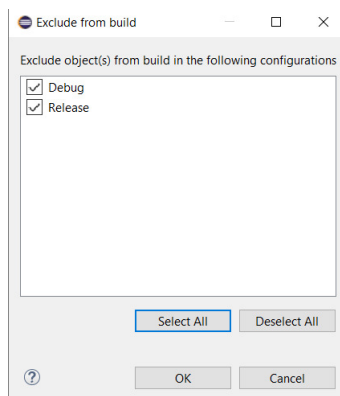 Exclude from build
Exclude object(s) from build in the following configurations
Debug
Release
Select All Deselect All
OK Cancel